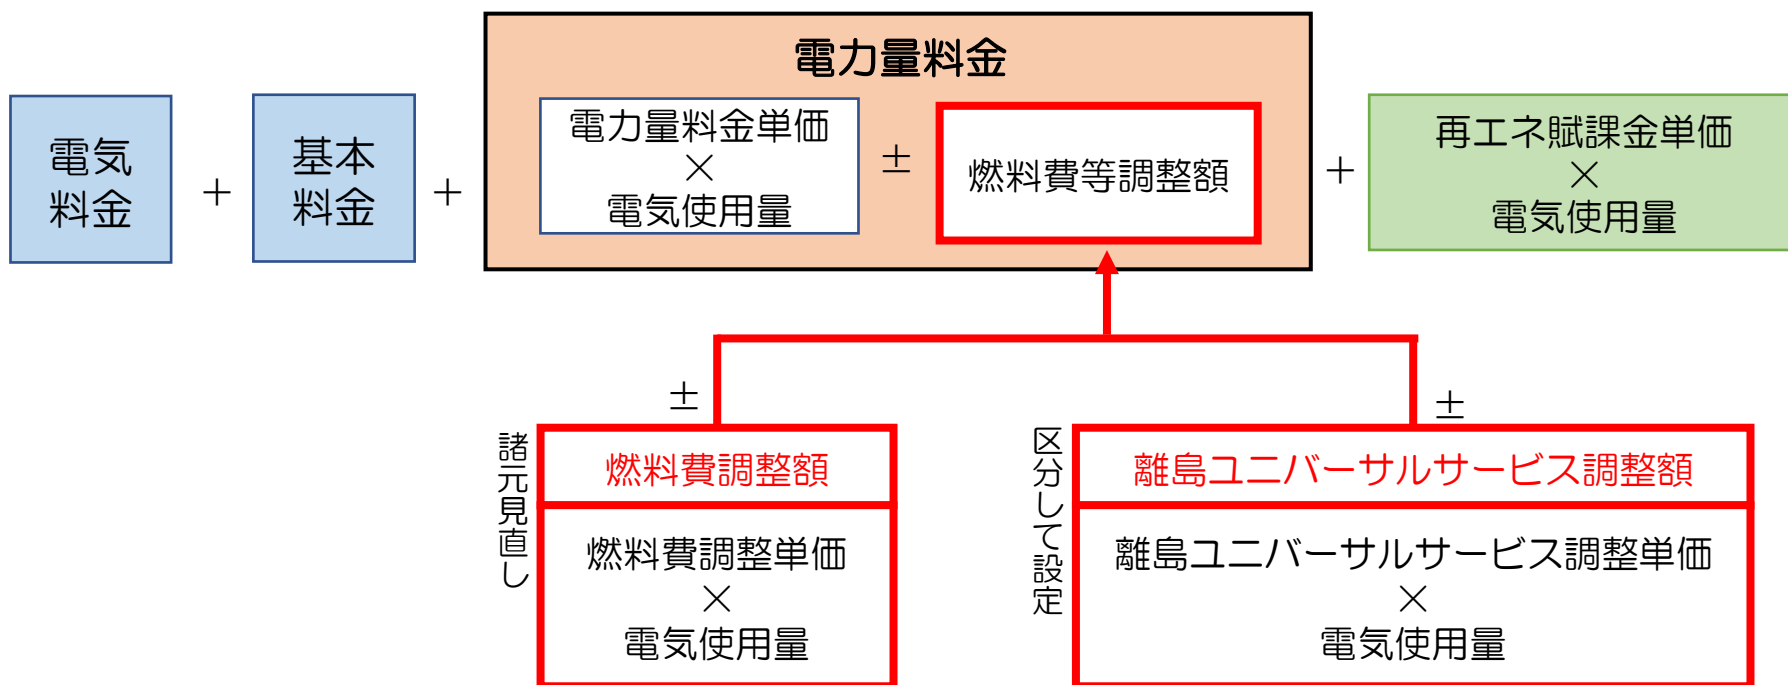 電力量料金
電気
料金
+
基本
料金
+
電力量料金単価
×
電気使用量
±
燃料費等調整額
+
再エネ賦課金単価
×
電気使用量
±
±
諸元見直し
燃料費調整額
燃料費調整単価
×
電気使用量
区分して設定
離島ユニバーサルサービス調整額
離島ユニバーサルサービス調整単価
×
電気使用量